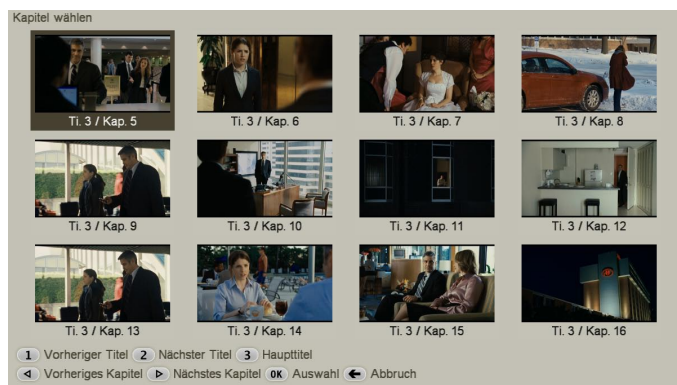 Kapitel wählen
Ti. 3 / Kap. 5 Ti. 3 / Kap. 6 Ti. 3 / Kap. 7 Ti. 3 / Kap. 8
Ti. 3 / Kap. 9 Ti. 3 / Kap. 10 Ti. 3 / Kap. 11 Ti. 3 / Kap. 12
Ti. 3 / Kap. 13 Ti. 3 / Kap. 14 Ti. 3 / Kap. 15 Ti. 3 / Kap. 16
1 Vorheriger Titel 2 Nächster Titel 3 Haupttitel
Vorheriges Kapitel Nächstes Kapitel OK Auswahl Abbruch